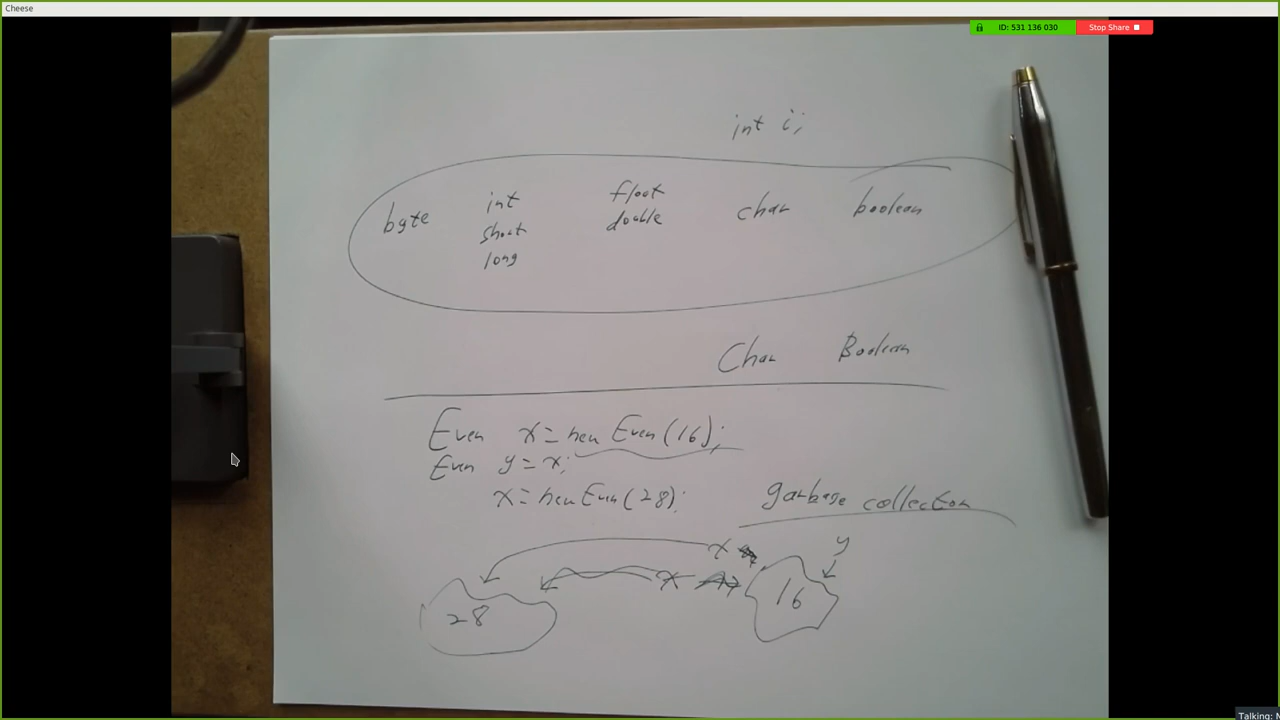 Cheese
ID: 531 136 030 Stop Share
int i;
byte int float char boolean
short double
long
Char Boolean
Even x = new Even(16);
Even y = x;
x = new Even(28);
garbage collection
x y
x
28 16
Talking: